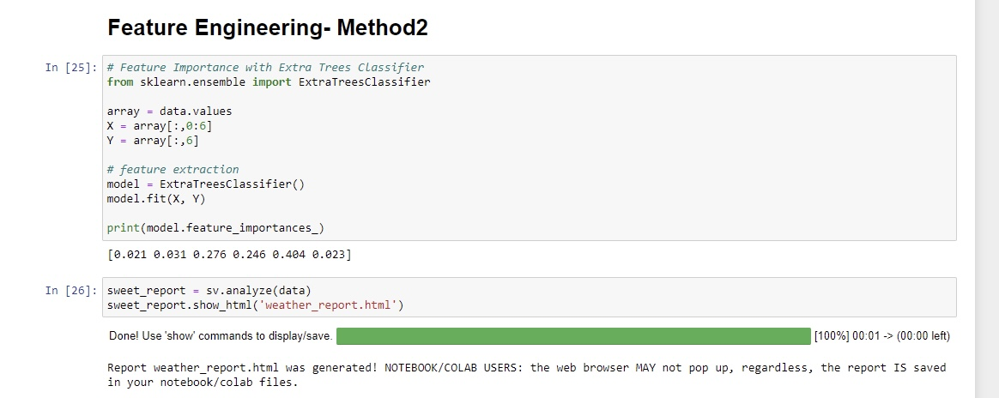 Feature Engineering- Method2
In [25]:
# Feature Importance with Extra Trees Classifier
from sklearn.ensemble import ExtraTreesClassifier
array = data.values
X = array[:,0:6]
Y = array[:,6]
# feature extraction
model = ExtraTreesClassifier()
model.fit(X, Y)
print(model.feature_importances_)
[0.021 0.031 0.276 0.246 0.404 0.023]
In [26]:
sweet_report = sv.analyze(data)
sweet_report.show_html('weather_report.html')
Done! Use 'show' commands to display/save. [100%] 00:01 -> (00:00 left)
Report weather_report.html was generated! NOTEBOOK/COLAB USERS: the web browser MAY not pop up, regardless, the report IS saved
in your notebook/colab files.